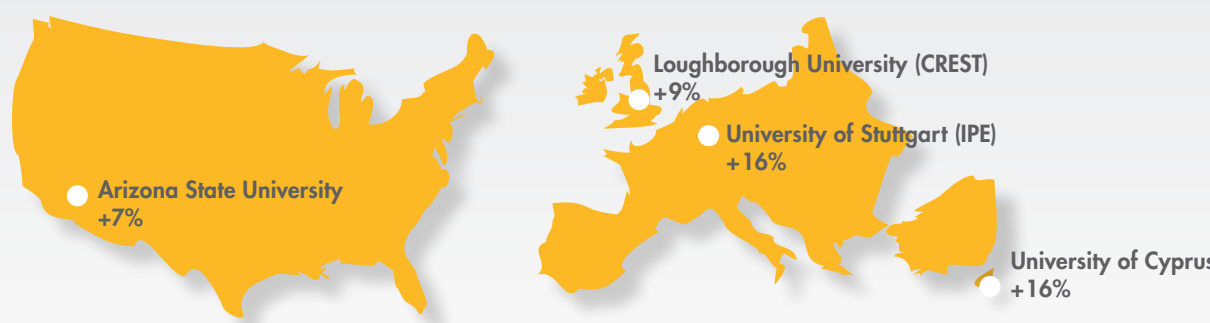 Loughborough University (CREST)
+9%
University of Stuttgart (IPE)
+16%
Arizona State University
+7%
University of Cyprus
+16%